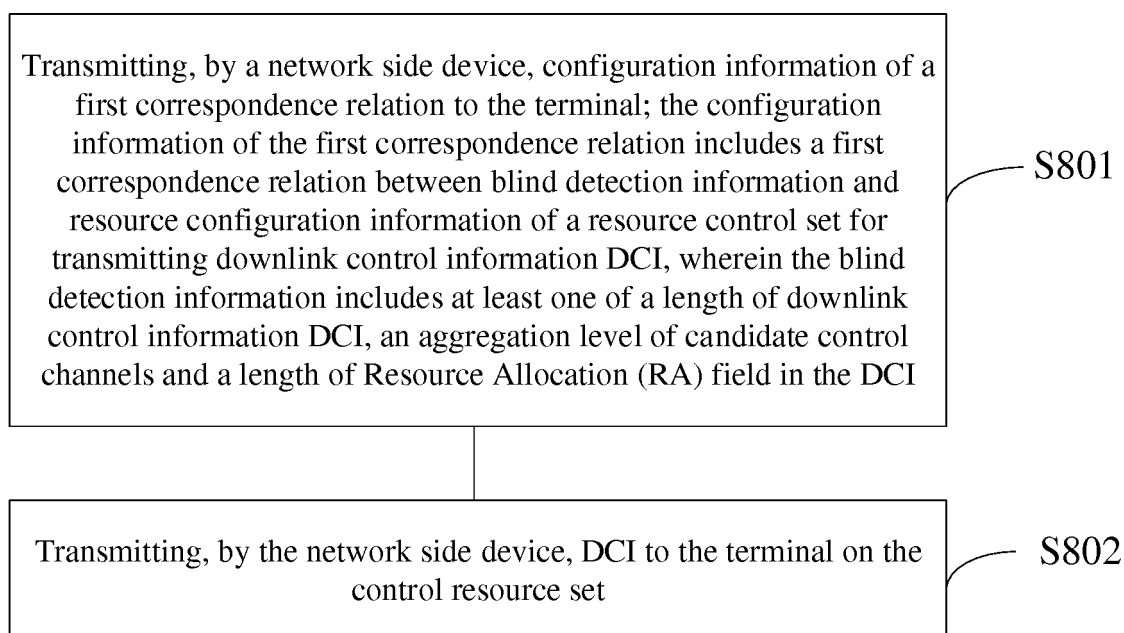 Transmitting, by a network side device, configuration information of a
first correspondence relation to the terminal; the configuration
information of the first correspondence relation includes a first
correspondence relation between blind detection information and
resource configuration information of a resource control set for
transmitting downlink control information DCI, wherein the blind
detection information includes at least one of a length of downlink
control information DCI, an aggregation level of candidate control
channels and a length of Resource Allocation (RA) field in the DCI
S801
Transmitting, by the network side device, DCI to the terminal on the
control resource set
S802